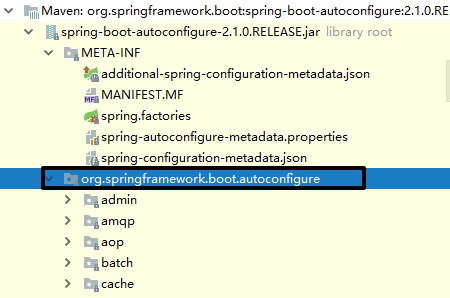 Maven: org.springframework.boot:spring-boot-autoconfigure:2.1.0.RE
spring-boot-autoconfigure-2.1.0.RELEASE.jar library root
META-INF
additional-spring-configuration-metadata.json
MANIFEST.MF
spring.factories
spring-autoconfigure-metadata.properties
spring-configuration-metadata.json
org.springframework.boot.autoconfigure
admin
amqp
aop
batch
cache